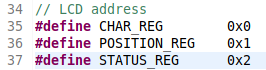 34 // LCD address
35 #define CHAR_REG 0x0
36 #define POSITION_REG 0x1
37 #define STATUS_REG 0x2